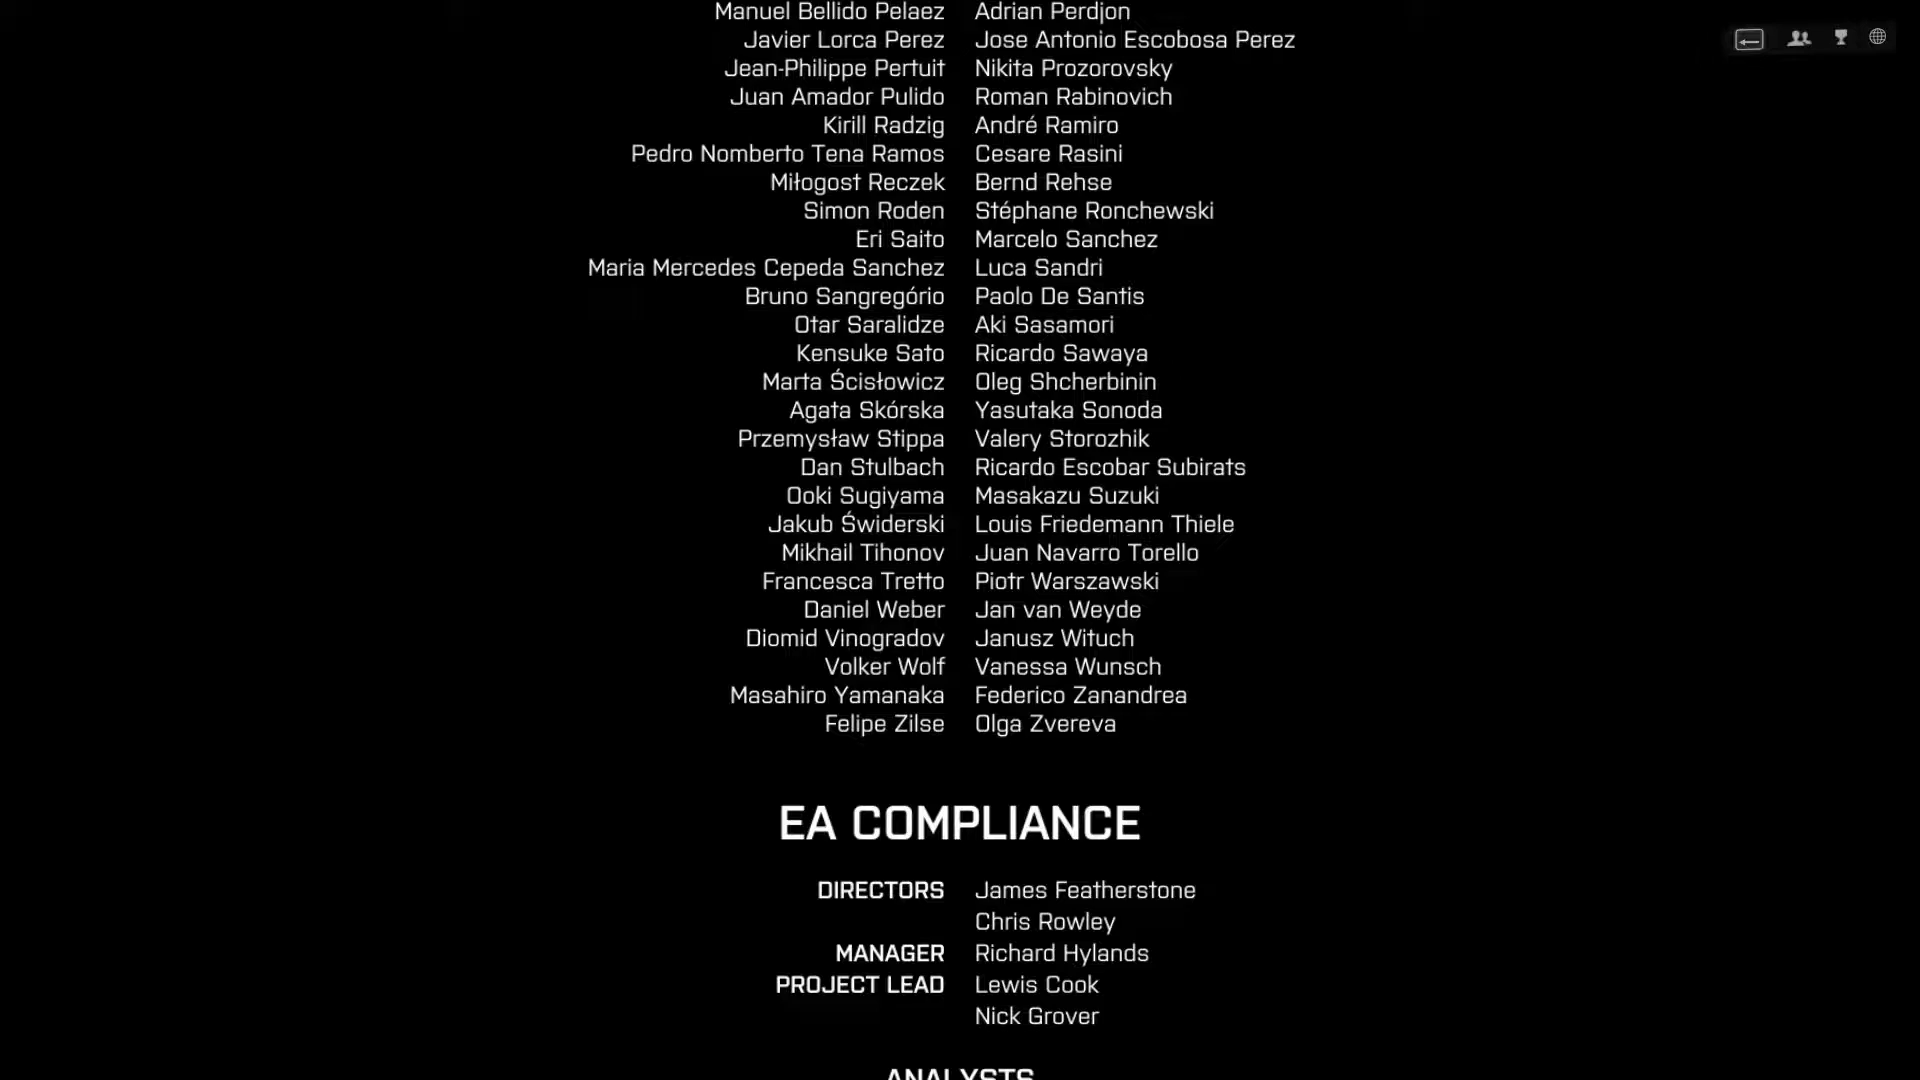 Manuel Bellido Pelaez Adrian Perdjon
Javier Lorca Perez Jose Antonio Escobosa Perez
Jean-Philippe Pertuit Nikita Prozorovsky
Juan Amador Pulido Roman Rabinovich
Kirill Radzig André Ramiro
Pedro Nomberto Tena Ramos Cesare Rasini
Miłogost Reczek Bernd Rehse
Simon Roden Stéphane Ronchewski
Eri Saito Marcelo Sanchez
Maria Mercedes Cepeda Sanchez Luca Sandri
Bruno Sangregório Paolo De Santis
Otar Saralidze Aki Sasamori
Kensuke Sato Ricardo Sawaya
Marta Ścisłowicz Oleg Shcherbinin
Agata Skórska Yasutaka Sonoda
Przemysław Stippa Valery Storozhik
Dan Stulbach Ricardo Escobar Subirats
Ooki Sugiyama Masakazu Suzuki
Jakub Świderski Louis Friedemann Thiele
Mikhail Tihonov Juan Navarro Torello
Francesca Tretto Piotr Warszawski
Daniel Weber Jan van Weyde
Diomid Vinogradov Janusz Wituch
Volker Wolf Vanessa Wunsch
Masahiro Yamanaka Federico Zanandrea
Felipe Zilse Olga Zvereva
EA COMPLIANCE
DIRECTORS James Featherstone
Chris Rowley
MANAGER Richard Hylands
PROJECT LEAD Lewis Cook
Nick Grover
ANALYSTS